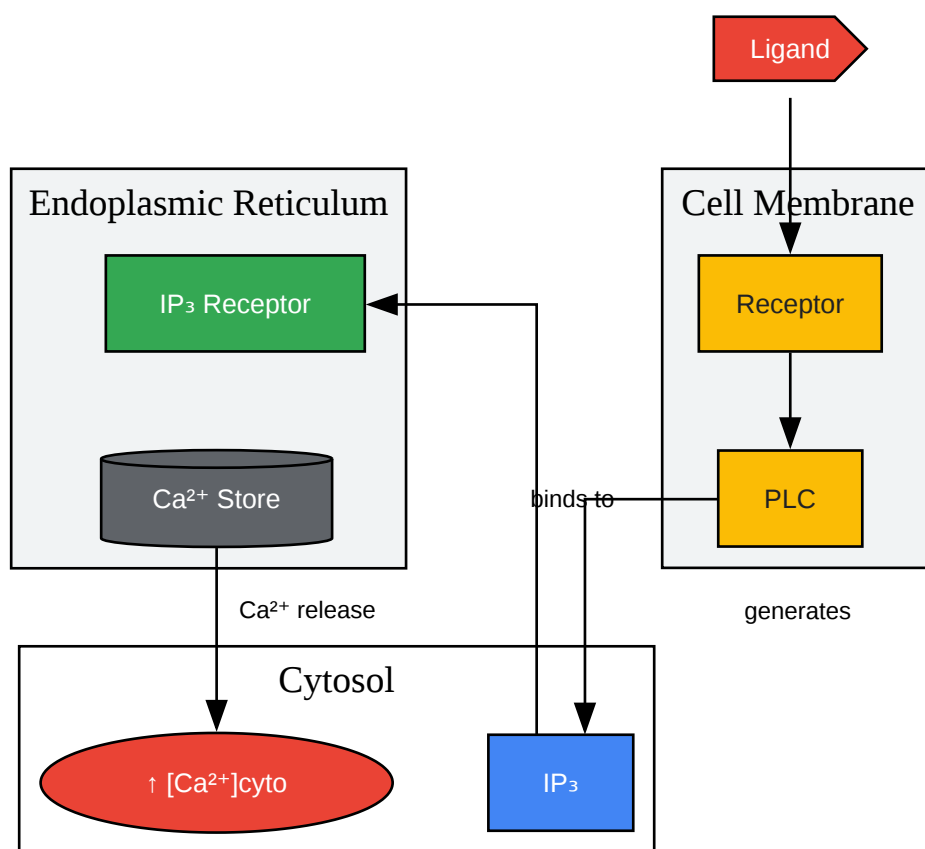 Ligand
Endoplasmic Reticulum
Cell Membrane
IP₃ Receptor
Receptor
Ca²⁺ Store
binds to
PLC
Ca²⁺ release
generates
Cytosol
↑ [Ca²⁺]cyto
IP₃